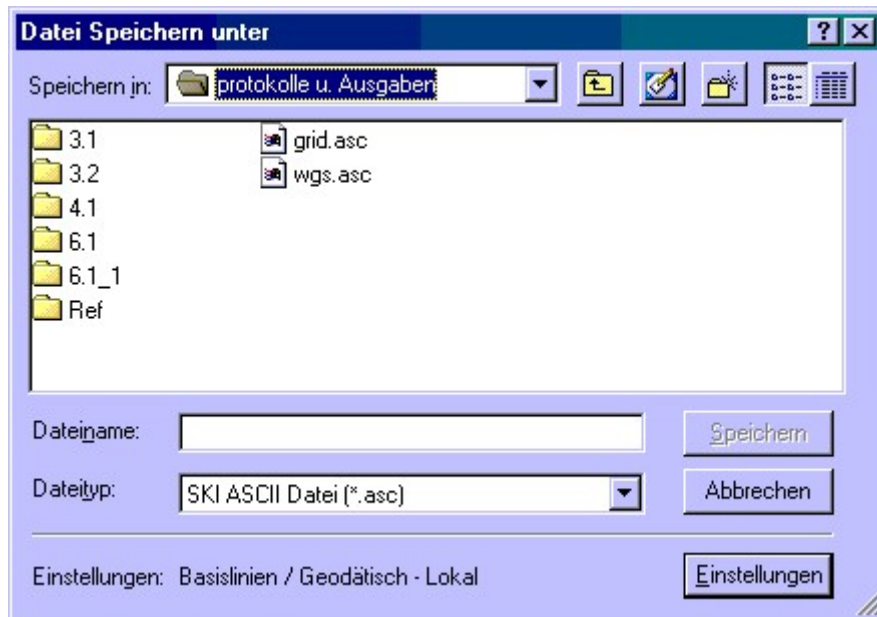 Datei Speichern unter
Speichern in: protokolle u. Ausgaben
3.1
3.2
4.1
6.1
6.1_1
Ref
grid.asc
wgs.asc
Dateiname:
Speichern
Dateityp: SKI ASCII Datei (*.asc)
Abbrechen
Einstellungen: Basislinien / Geodätisch - Lokal
Einstellungen